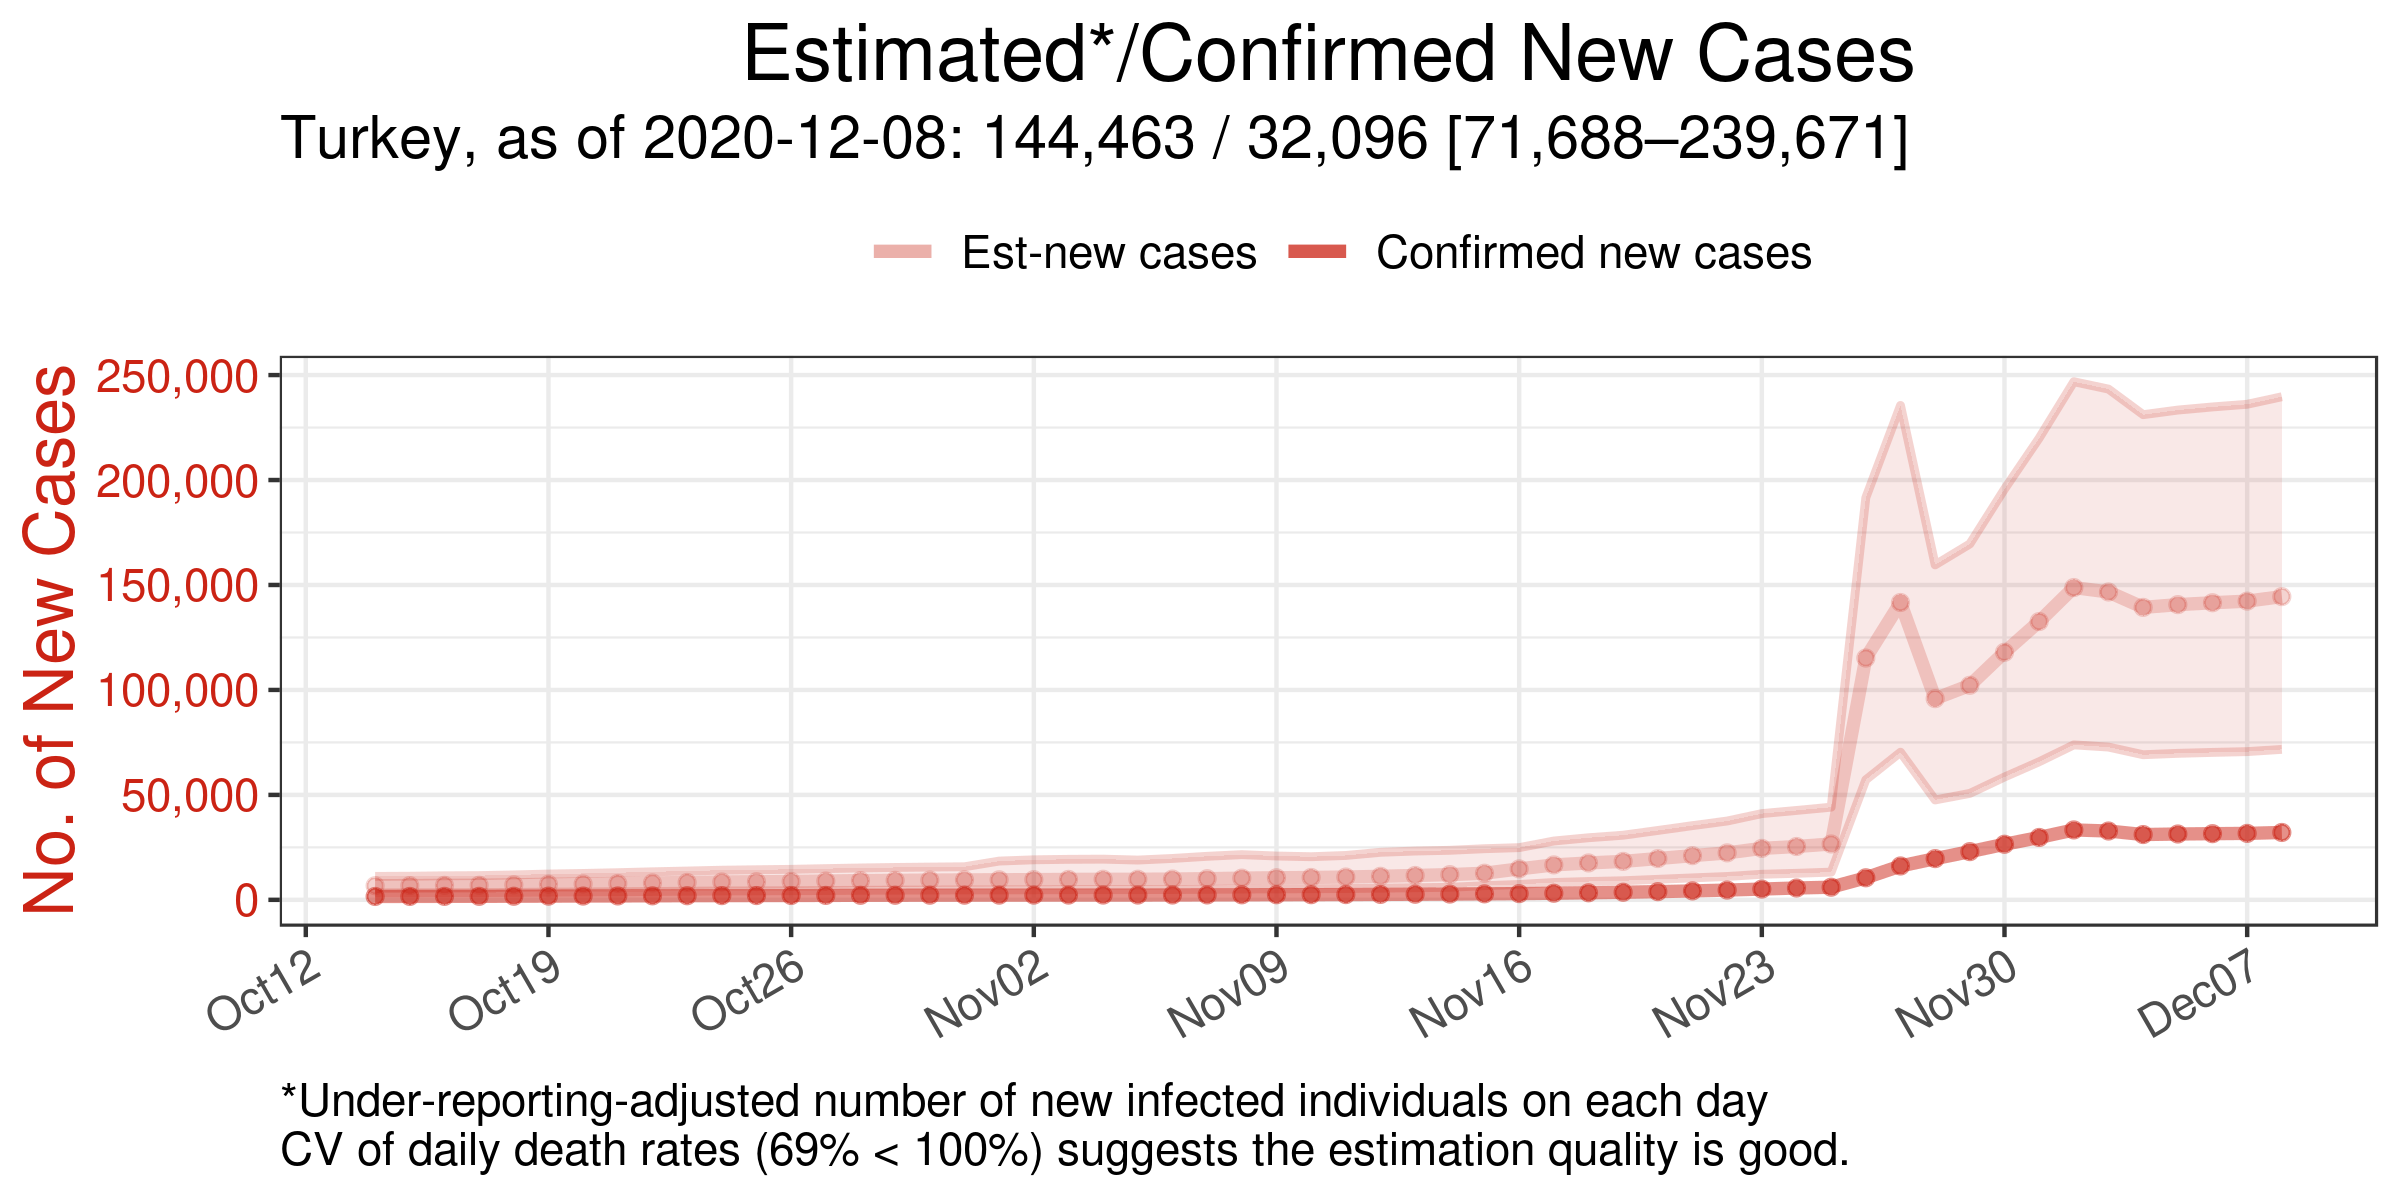 Estimated*/Confirmed New Cases
Turkey, as of 2020-12-08: 144,463 / 32,096 [71,688–239,671]
Est-new cases
Confirmed new cases
No. of New Cases
250,000
200,000
150,000
100,000
50,000
0
Oct12
Oct19
Oct26
Nov02
Nov09
Nov16
Nov23
Nov30
Dec07
*Under-reporting-adjusted number of new infected individuals on each day
CV of daily death rates (69% < 100%) suggests the estimation quality is good.